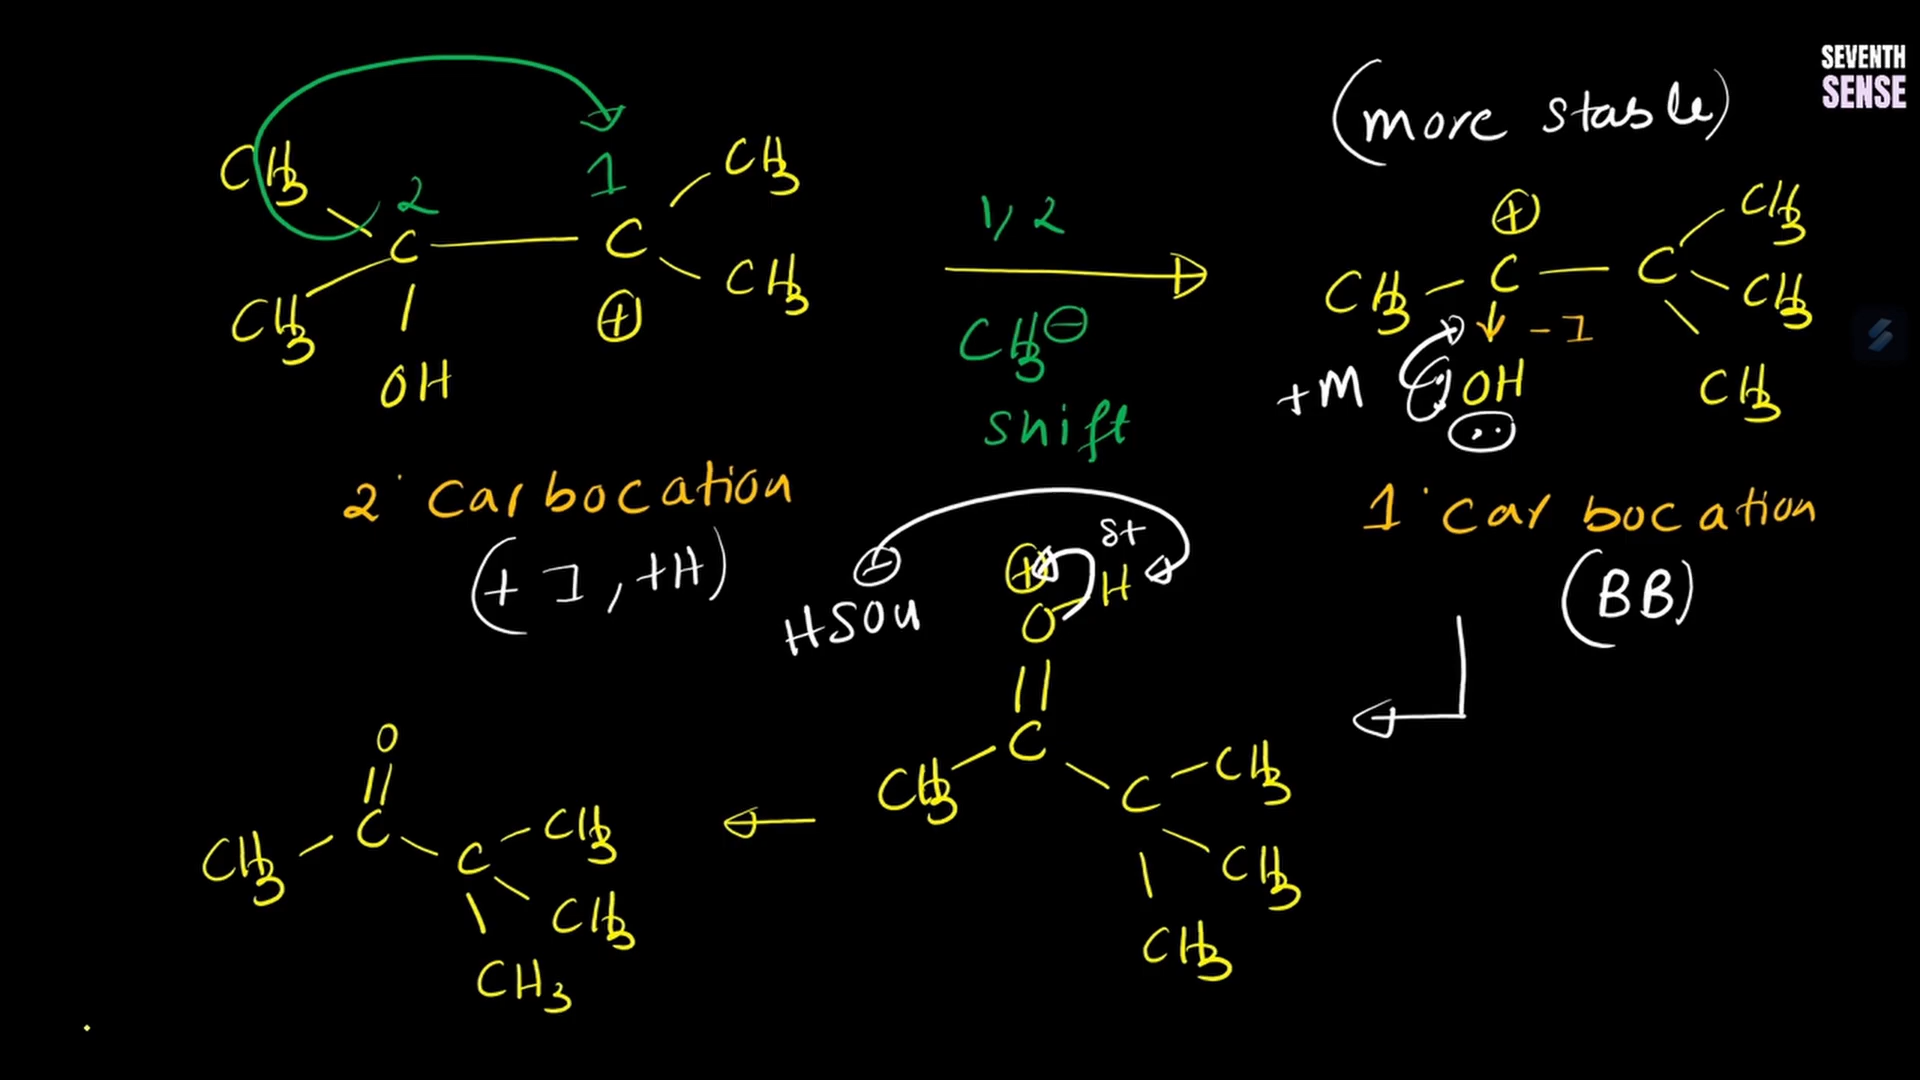 SEVENTH
SENSE
(more stable)
CH3 2 1 CH3
C C
CH3 ⊕ CH3
OH
1,2
CH3⊖
shift
⊕ CH3
CH3 C C CH3
-I
+M OH CH3
2° carbocation
(+I, +H)
1° carbocation
(BB)
⊖
HSO4
⊕ δ+
O H
C
CH3 C CH3
CH3
CH3
O
C
CH3 C CH3
CH3
CH3